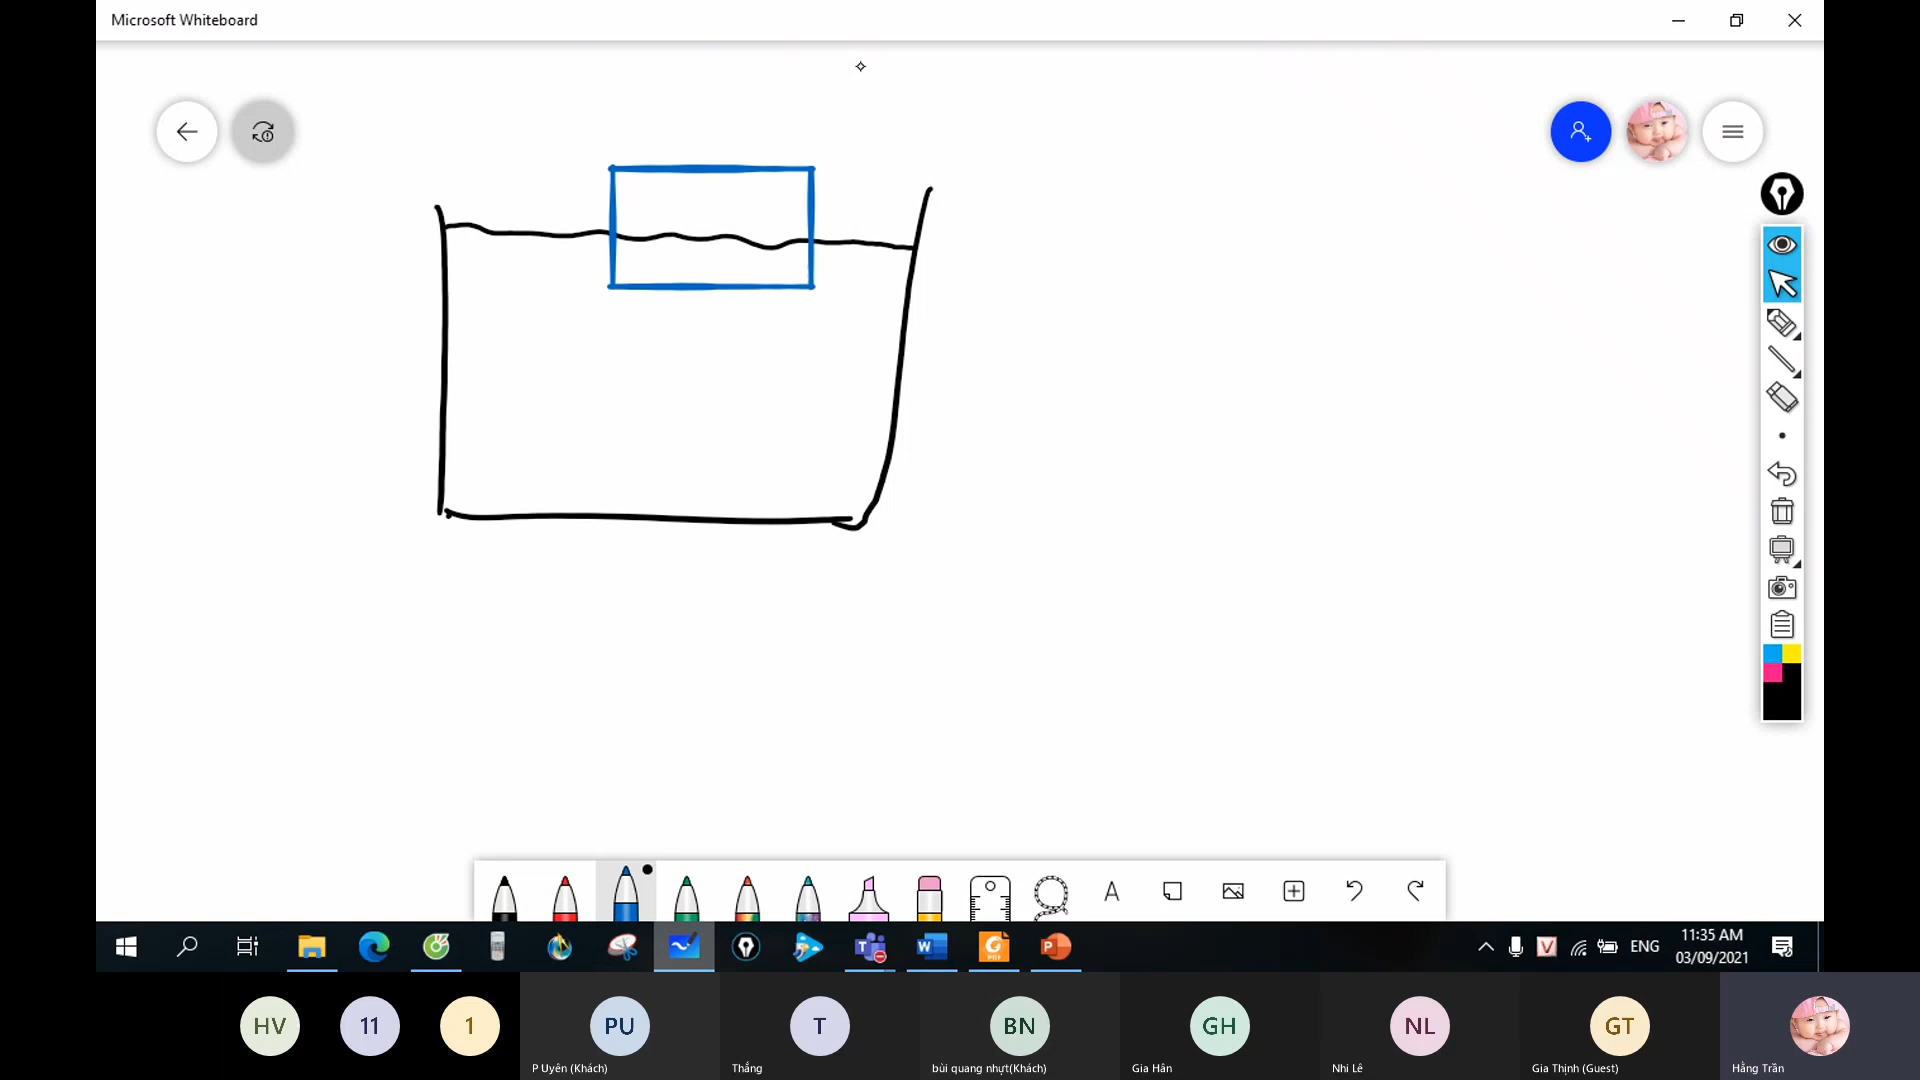 Microsoft Whiteboard
A
W
G
PDF
P
T
V
ENG
11:35 AM
03/09/2021
HV
11
1
PU
T
BN
GH
NL
GT
P Uyên (Khách)
Thắng
bùi quang nhựt(Khách)
Gia Hân
Nhi Lê
Gia Thịnh (Guest)
Hằng Trần